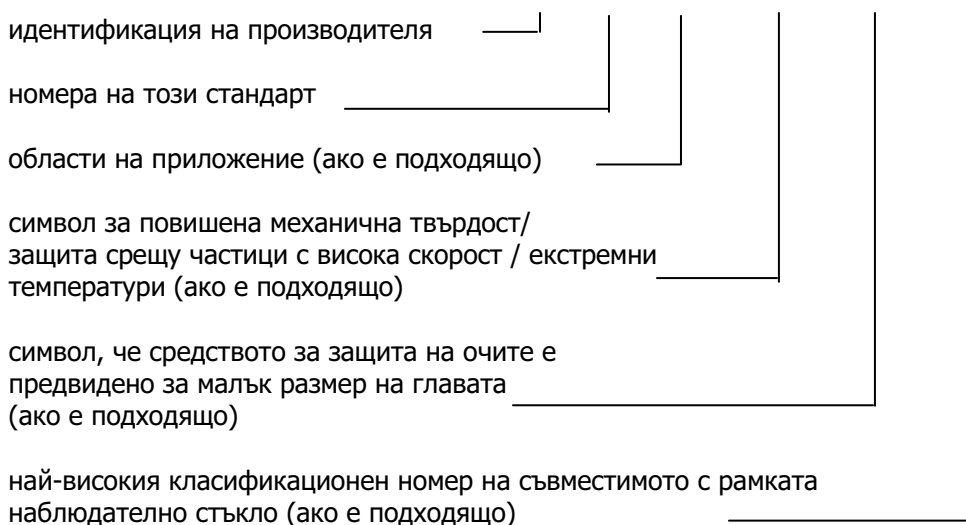 идентификация на производителя
номера на този стандарт
области на приложение (ако е подходящо)
символ за повишена механична твърдост/
защита срещу частици с висока скорост / екстремни
температури (ако е подходящо)
символ, че средството за защита на очите е
предвидено за малък размер на главата
(ако е подходящо)
най-високия класификационен номер на съвместимото с рамката
наблюдателно стъкло (ако е подходящо)